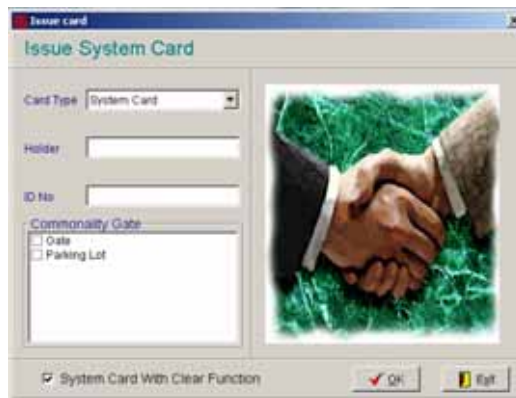 Issue card
Issue System Card
Card Type System Card
Holder
ID No
Commonality Gate
Gate
Parking Lot
System Card With Clear Function
OK
Exit